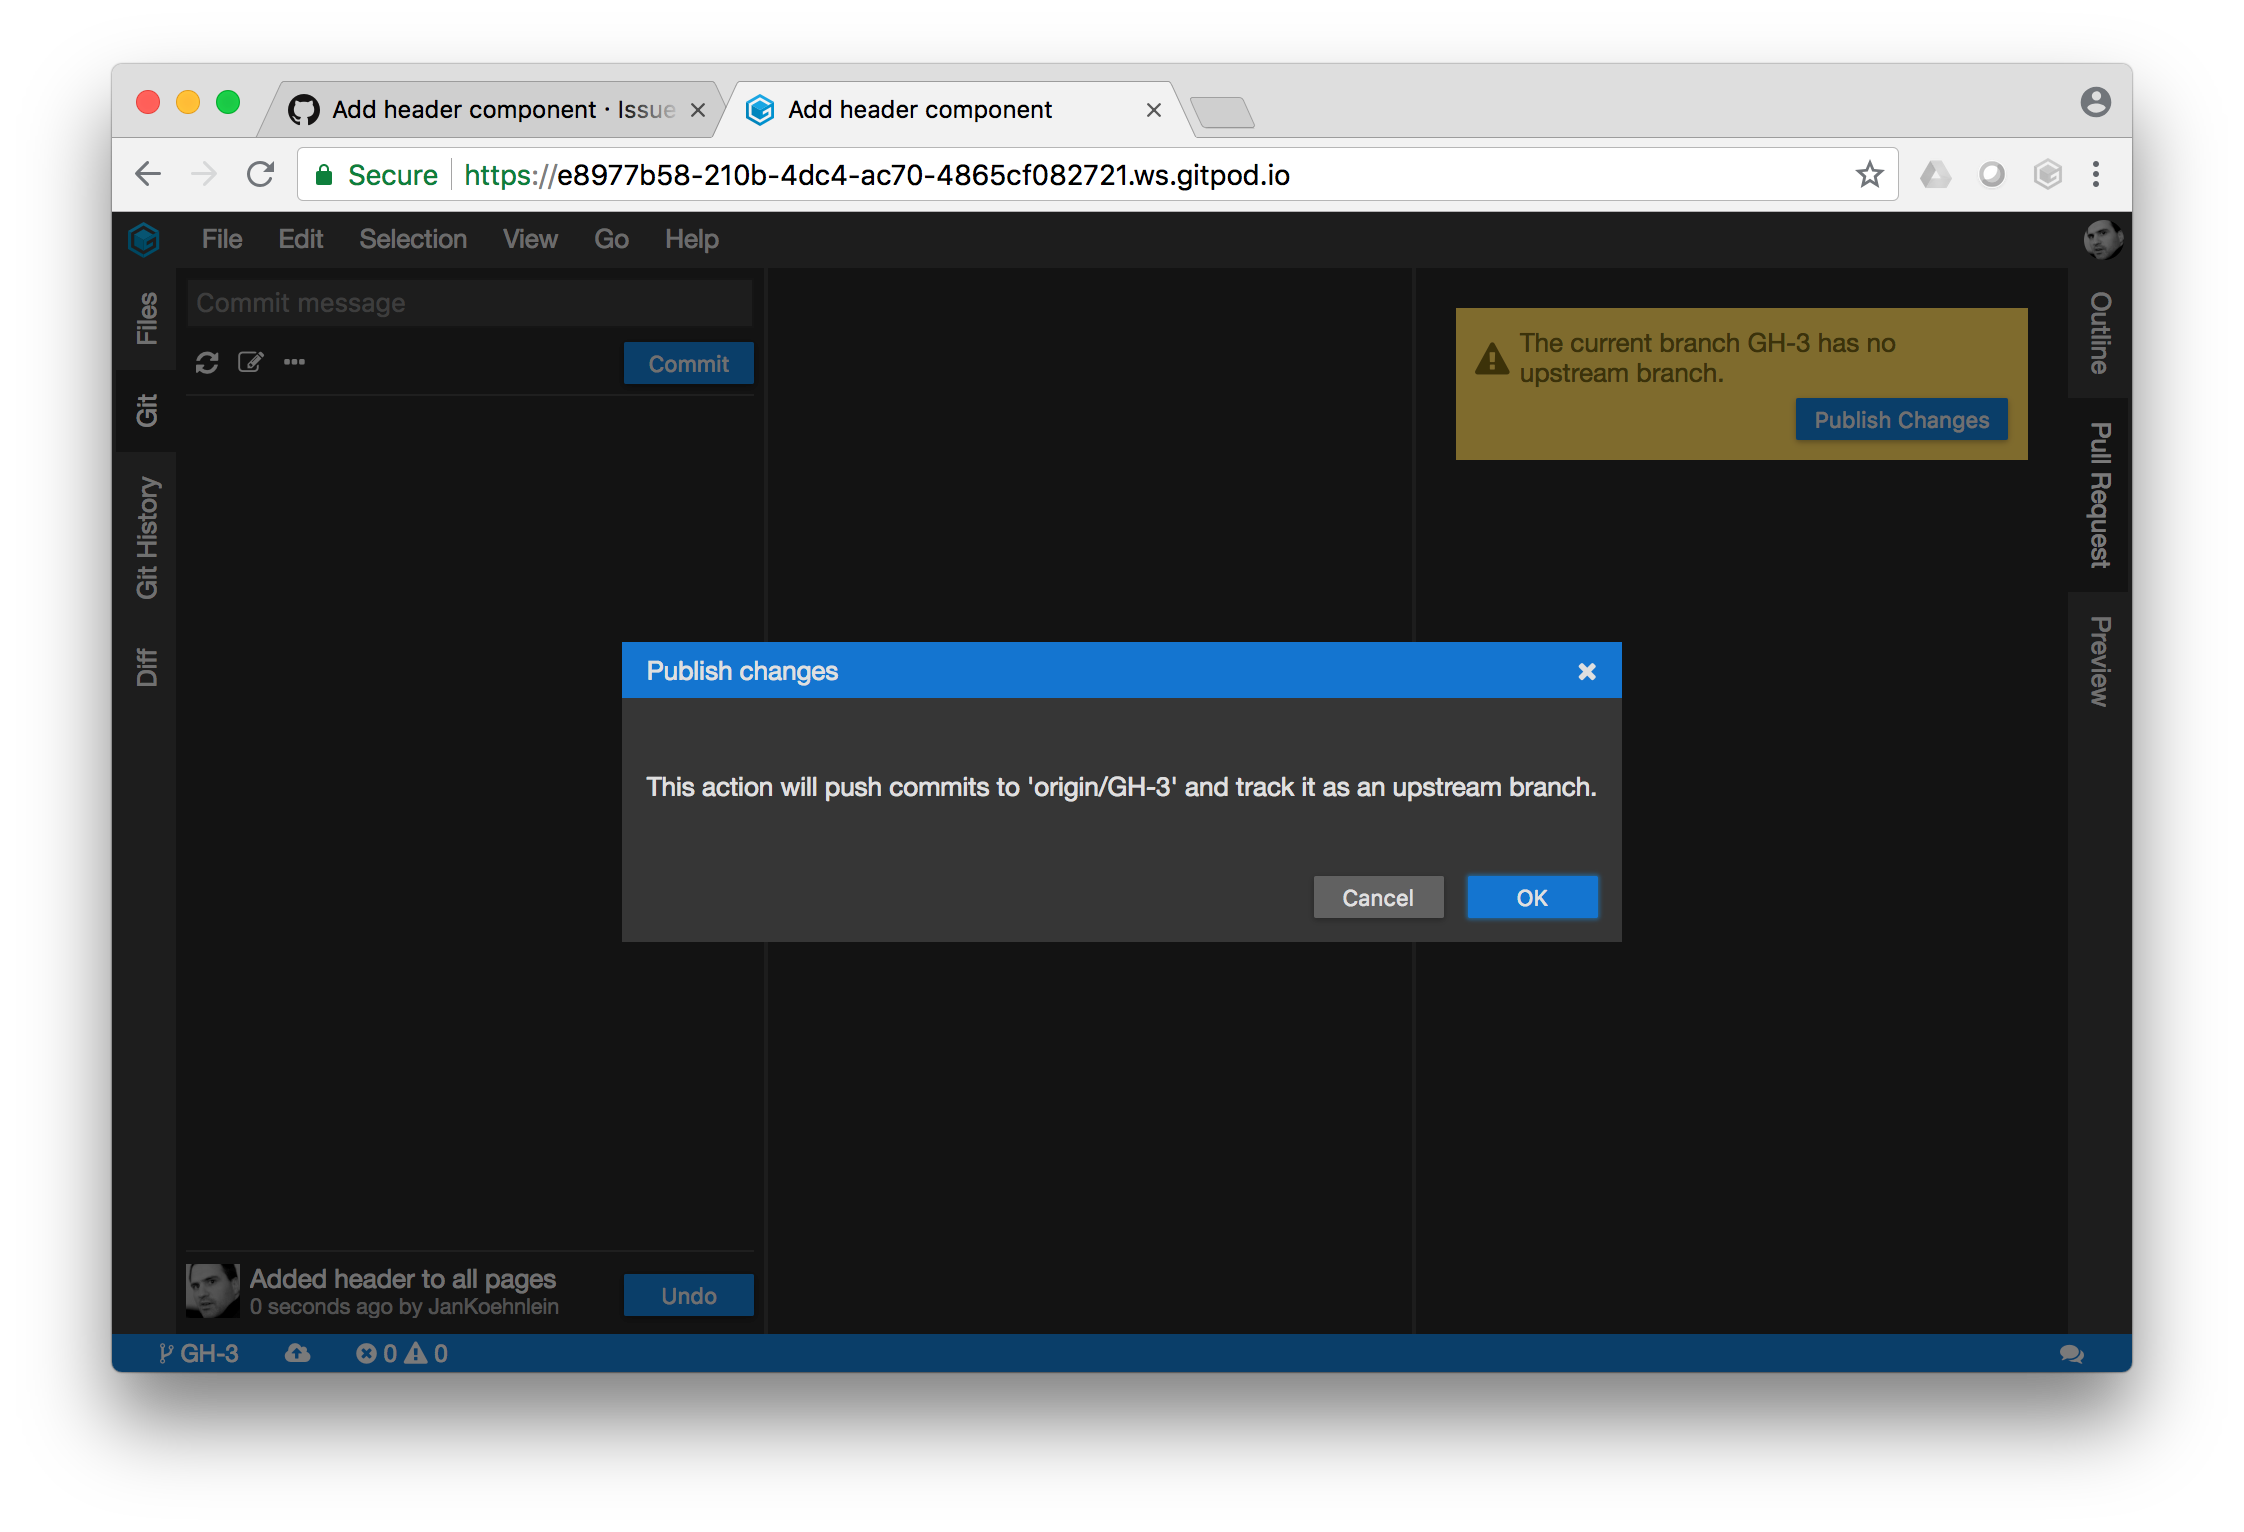 Add header component · Issue
Add header component
Secure
https://e8977b58-210b-4dc4-ac70-4865cf082721.ws.gitpod.io
File Edit Selection View Go Help
Files
Git
Git History
Diff
Commit message
Commit
The current branch GH-3 has no
upstream branch.
Publish Changes
Outline
Pull Request
Preview
Publish changes
This action will push commits to 'origin/GH-3' and track it as an upstream branch.
Cancel
OK
Added header to all pages
0 seconds ago by JanKoehnlein
Undo
GH-3 0 0